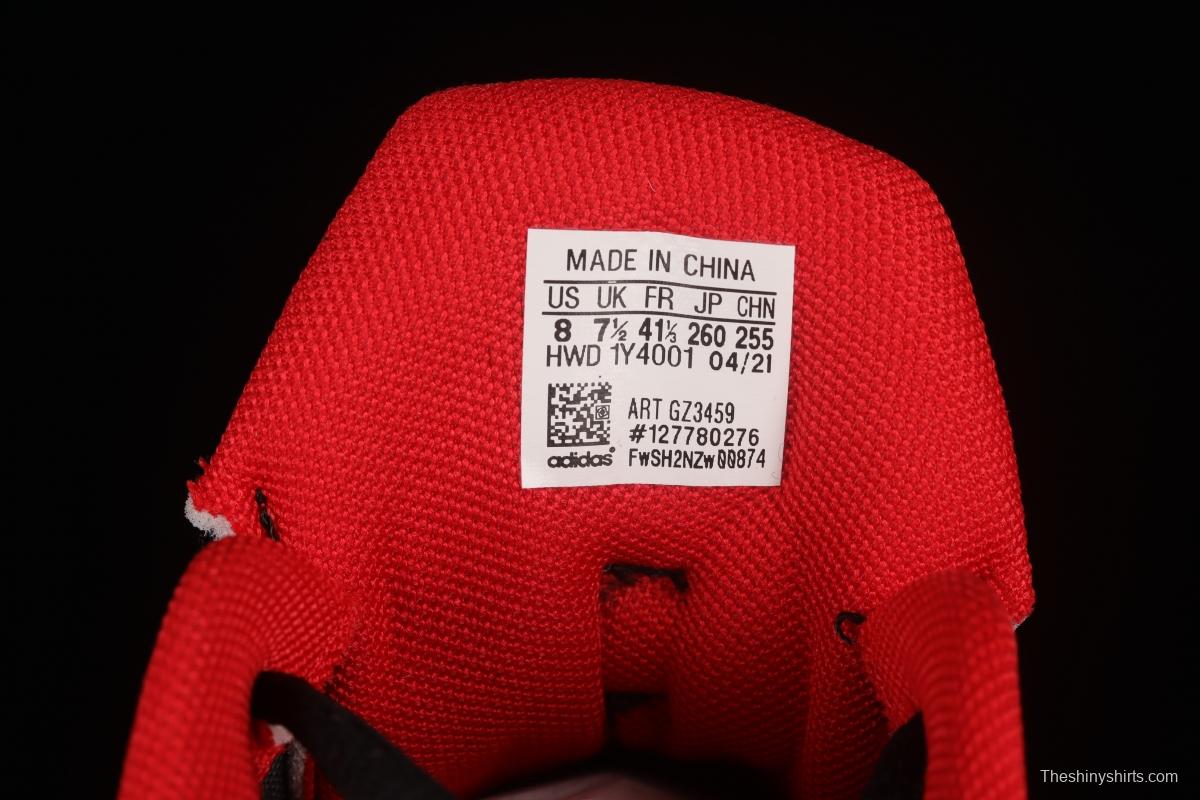 MADE IN CHINA
US UK FR JP CHN
8 7½ 41⅓ 260 255
HWD 1Y4001 04/21
ART GZ3459
#127780276
adidas® FwSH2NZw00874
Theshinyshirts.com